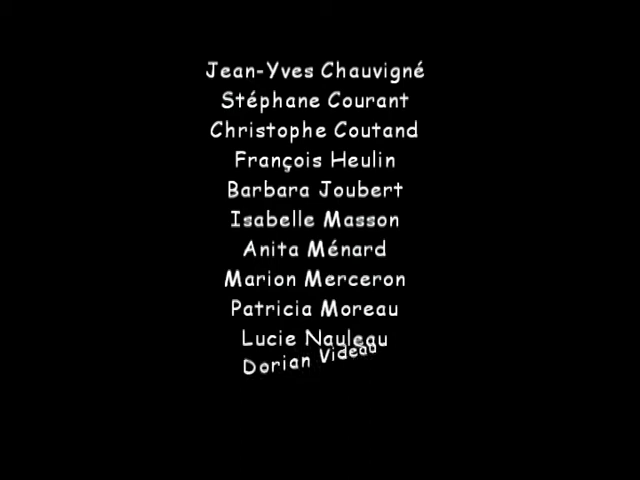 Jean-Yves Chauvigné
Stéphane Courant
Christophe Coutand
François Heulin
Barbara Joubert
Isabelle Masson
Anita Ménard
Marion Merceron
Patricia Moreau
Lucie Nauleau
Dorian Videau